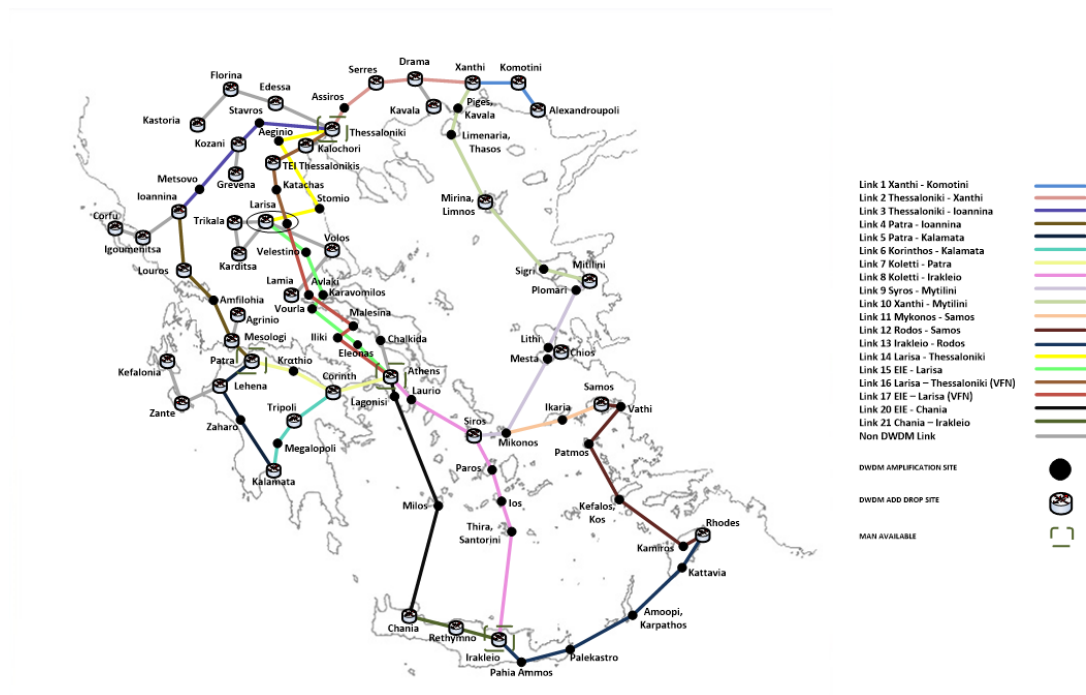 Drama
Xanthi
Komotini
Serres
Florina
Edessa
Assiros
Piges,
Kavala
Kavala
Alexandroupoli
Stavros
Kastoria
Aeginio
Thessaloniki
Limenaria,
Thasos
Kozani
Kalochori
TEI Thessalonikis
Metsovo
Grevena
Katachas
Ioannina
Larisa
Stomio
Mirina,
Limnos
Corfu
Trikala
Igoumenitsa
Volos
Velestino
Karditsa
Mitilini
Sigri
Louros
Lamia
Avlaki
Karavomilos
Plomari
Amfilohia
Vourla
Malesina
Agrinio
Iliki
Chalkida
Lithi
Mesologi
Eleonas
Mesta
Chios
Patra
Krαthio
Athens
Kefalonia
Lehena
Corinth
Laurio
Samos
Lagonisi
Zante
Tripoli
Ikaria
Vathi
Zaharo
Siros
Mikonos
Megalopoli
Patmos
Paros
Kalamata
Milos
Ios
Kefalos,
Kos
Thira,
Santorini
Rhodes
Kamiros
Kattavia
Amoopi,
Karpathos
Chania
Rethymno
Irakleio
Palekastro
Pahia Ammos
Link 1 Xanthi - Komotini
Link 2 Thessaloniki - Xanthi
Link 3 Thessaloniki - Ioannina
Link 4 Patra - Ioannina
Link 5 Patra - Kalamata
Link 6 Korinthos - Kalamata
Link 7 Koletti - Patra
Link 8 Koletti - Irakleio
Link 9 Syros - Mytilini
Link 10 Xanthi - Mytilini
Link 11 Mykonos - Samos
Link 12 Rodos - Samos
Link 13 Irakleio - Rodos
Link 14 Larisa - Thessaloniki
Link 15 EIE - Larisa
Link 16 Larisa – Thessaloniki (VFN)
Link 17 EIE – Larisa (VFN)
Link 20 EIE - Chania
Link 21 Chania – Irakleio
Non DWDM Link
DWDM AMPLIFICATION SITE
DWDM ADD DROP SITE
MAN AVAILABLE